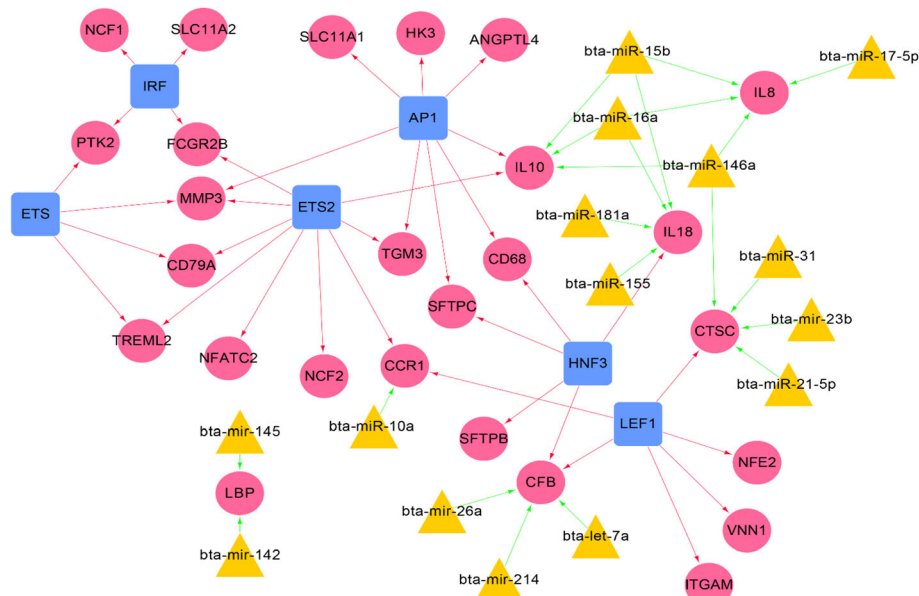 NCF1
SLC11A2
SLC11A1
HK3
ANGPTL4
bta-miR-15b
bta-miR-17-5p
IRF
IL8
AP1
bta-miR-16a
PTK2
FCGR2B
IL10
bta-miR-146a
MMP3
ETS
ETS2
bta-miR-181a
IL18
CD79A
TGM3
CD68
bta-miR-31
bta-miR-155
SFTPC
bta-mir-23b
CTSC
TREML2
NFATC2
NCF2
CCR1
HNF3
bta-miR-21-5p
bta-mir-145
bta-miR-10a
LEF1
SFTPB
NFE2
LBP
CFB
bta-mir-26a
bta-let-7a
VNN1
bta-mir-142
bta-mir-214
ITGAM